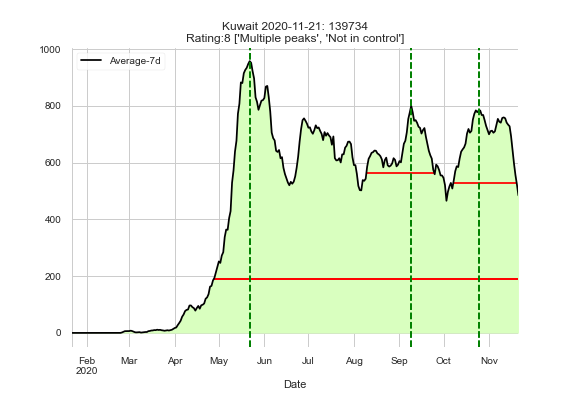 Kuwait 2020-11-21: 139734
Rating:8 ['Multiple peaks', 'Not in control']
Average-7d
1000
800
600
400
200
0
Feb Mar Apr May Jun Jul Aug Sep Oct Nov
2020
Date